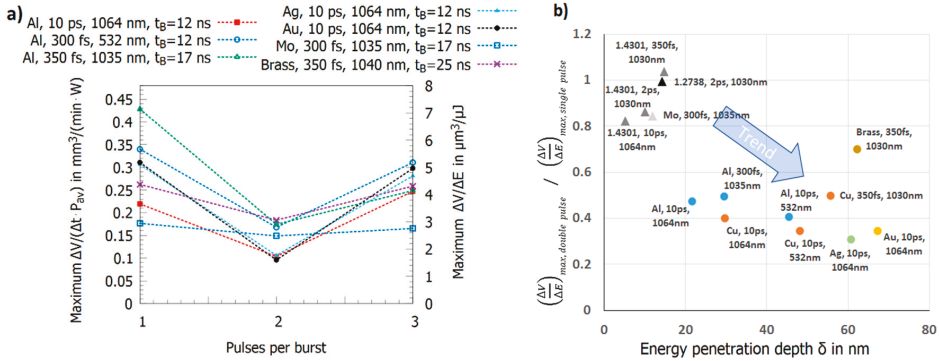 a)
Al, 10 ps, 1064 nm, tB=12 ns
Al, 300 fs, 532 nm, tB=12 ns
Al, 350 fs, 1035 nm, tB=17 ns
Ag, 10 ps, 1064 nm, tB=12 ns
Au, 10 ps, 1064 nm, tB=12 ns
Mo, 300 fs, 1035 nm, tB=17 ns
Brass, 350 fs, 1040 nm, tB=25 ns
Maximum ΔV/(Δt· Pav) in mm³/(min· W)
0.45
0.4
0.35
0.3
0.25
0.2
0.15
0.1
0.05
0
8
7
6
5
4
3
2
1
0
Maximum ΔV/ΔE in μm³/μJ
1
2
3
Pulses per burst
b)
(ΔV/ΔE)max,double pulse / (ΔV/ΔE)max,single pulse
1.2
1
0.8
0.6
0.4
0.2
0
1.4301, 350fs,
1030nm
1.2738, 2ps, 1030nm
1.4301, 2ps,
1030nm
Mo, 300fs, 1035nm
1.4301, 10ps,
1064nm
Trend
Brass, 350fs,
1030nm
Al, 300fs,
1035nm
Al, 10ps,
532nm
Cu, 350fs, 1030nm
Al, 10ps,
1064nm
Cu, 10ps,
1064nm
Cu, 10ps,
532nm
Ag, 10ps,
1064nm
Au, 10ps,
1064nm
0
20
40
60
80
Energy penetration depth δ in nm